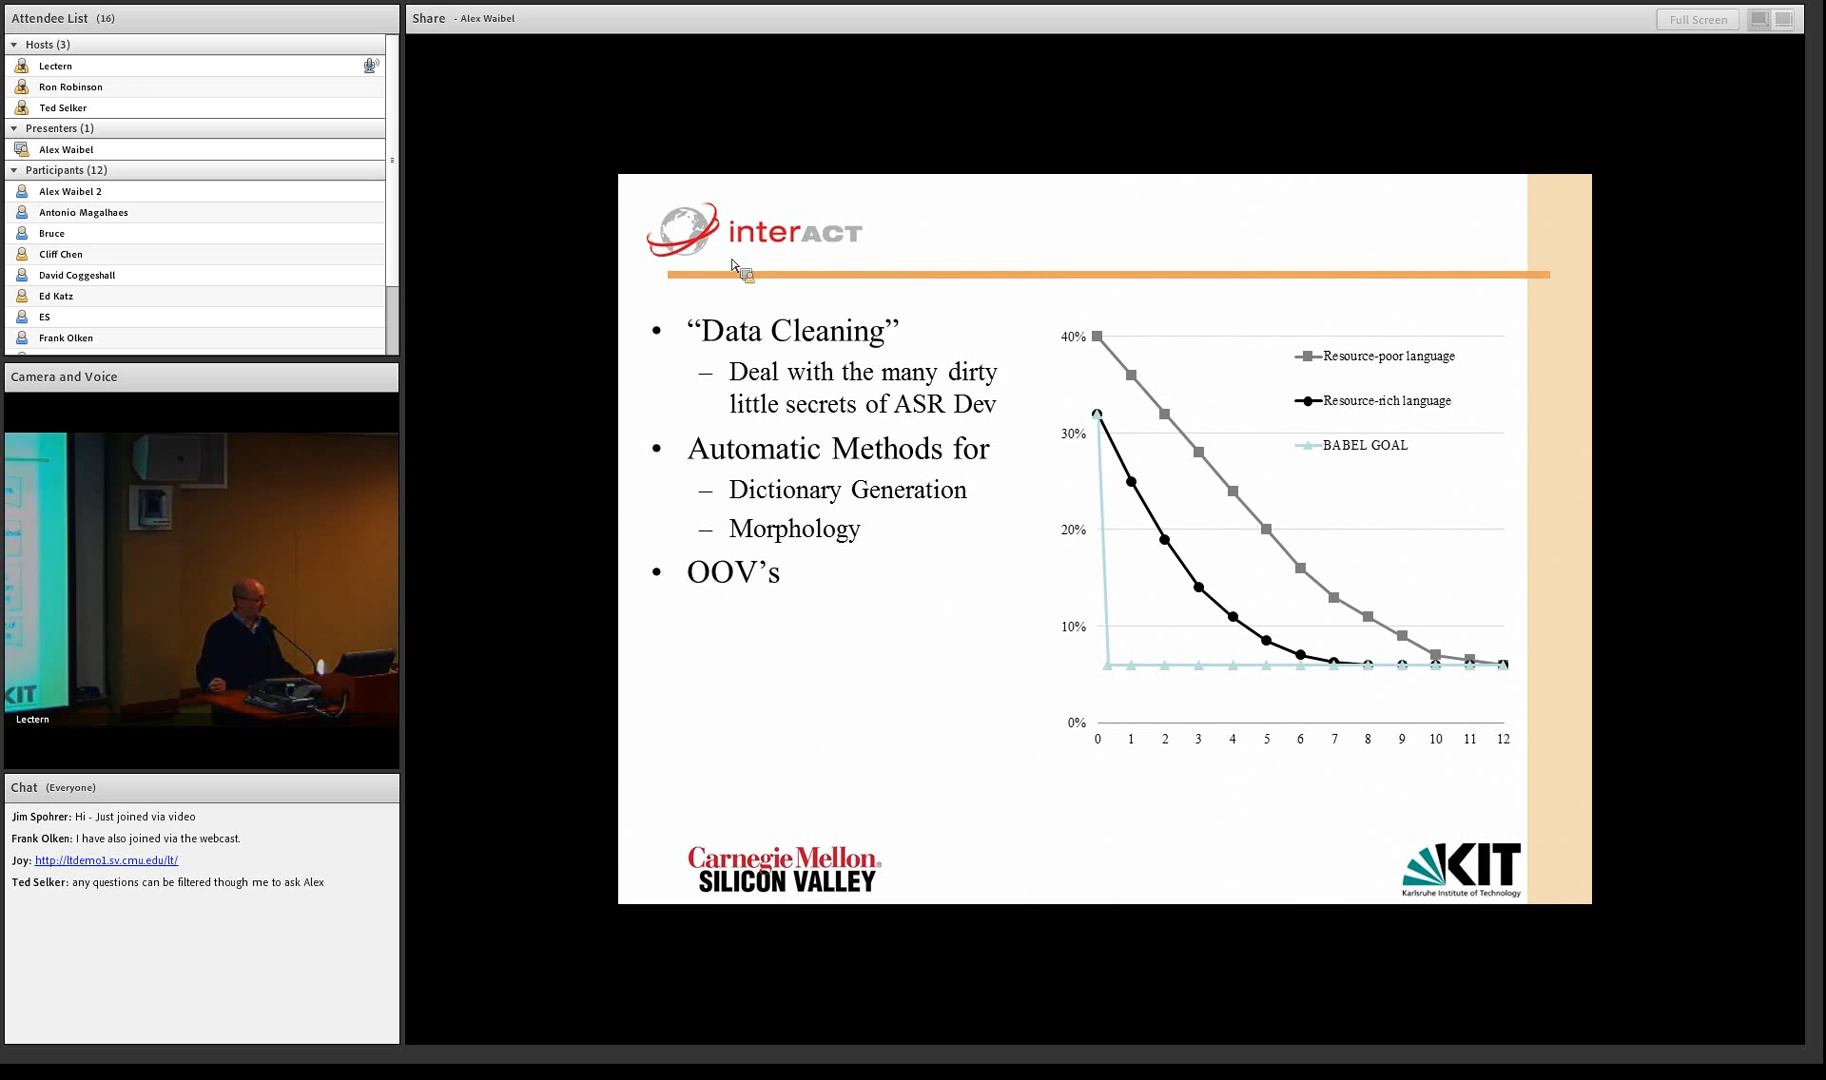 Attendee List (16)
Hosts (3)
Lectern
Ron Robinson
Ted Selker
Presenters (1)
Alex Waibel
Participants (12)
Alex Waibel 2
Antonio Magalhaes
Bruce
Cliff Chen
David Coggeshall
Ed Katz
ES
Frank Olken
Camera and Voice
KIT
Lectern
Chat (Everyone)
Jim Spohrer: Hi - Just joined via video
Frank Olken: I have also joined via the webcast.
Joy: http://ltdemo1.sv.cmu.edu/lt/
Ted Selker: any questions can be filtered though me to ask Alex
Share - Alex Waibel
Full Screen
interACT
• “Data Cleaning”
– Deal with the many dirty
little secrets of ASR Dev
• Automatic Methods for
– Dictionary Generation
– Morphology
• OOV’s
40%
30%
20%
10%
0%
0 1 2 3 4 5 6 7 8 9 10 11 12
Resource-poor language
Resource-rich language
BABEL GOAL
Carnegie Mellon®
SILICON VALLEY
KIT
Karlsruhe Institute of Technology